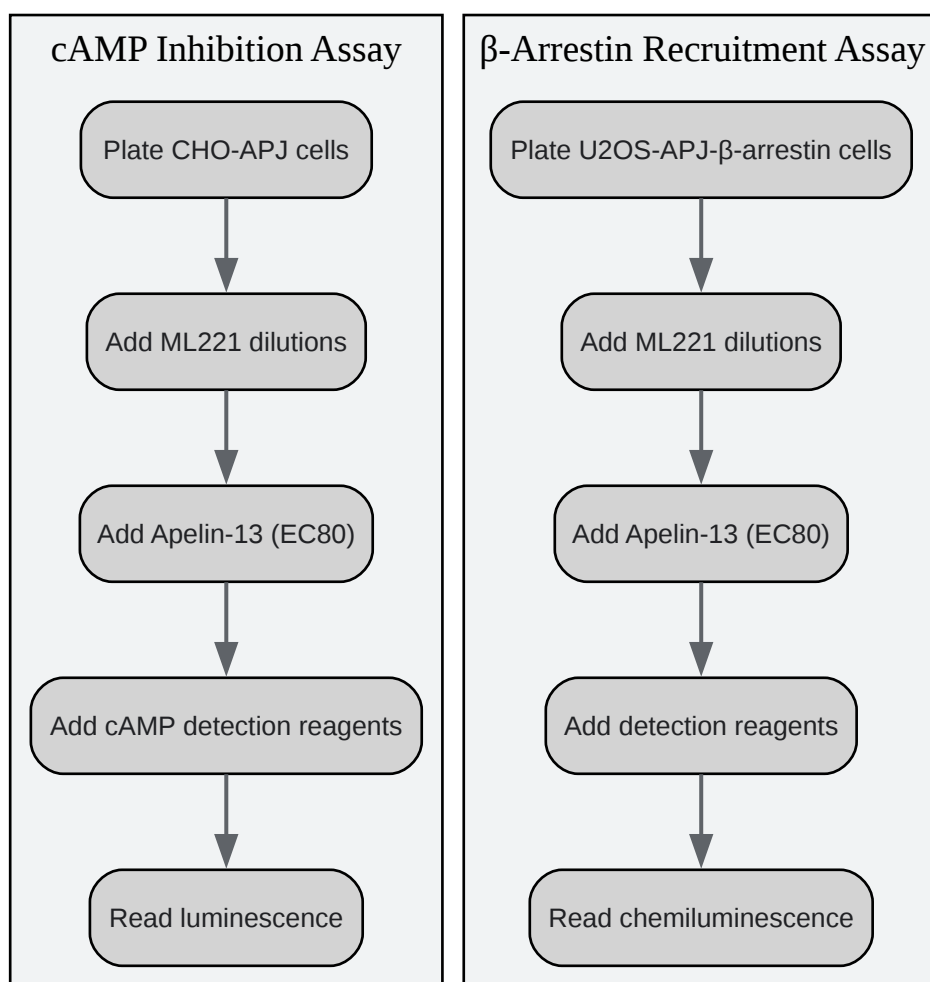 cAMP Inhibition Assay
Plate CHO-APJ cells
Add ML221 dilutions
Add Apelin-13 (EC80)
Add cAMP detection reagents
Read luminescence
β-Arrestin Recruitment Assay
Plate U2OS-APJ-β-arrestin cells
Add ML221 dilutions
Add Apelin-13 (EC80)
Add detection reagents
Read chemiluminescence